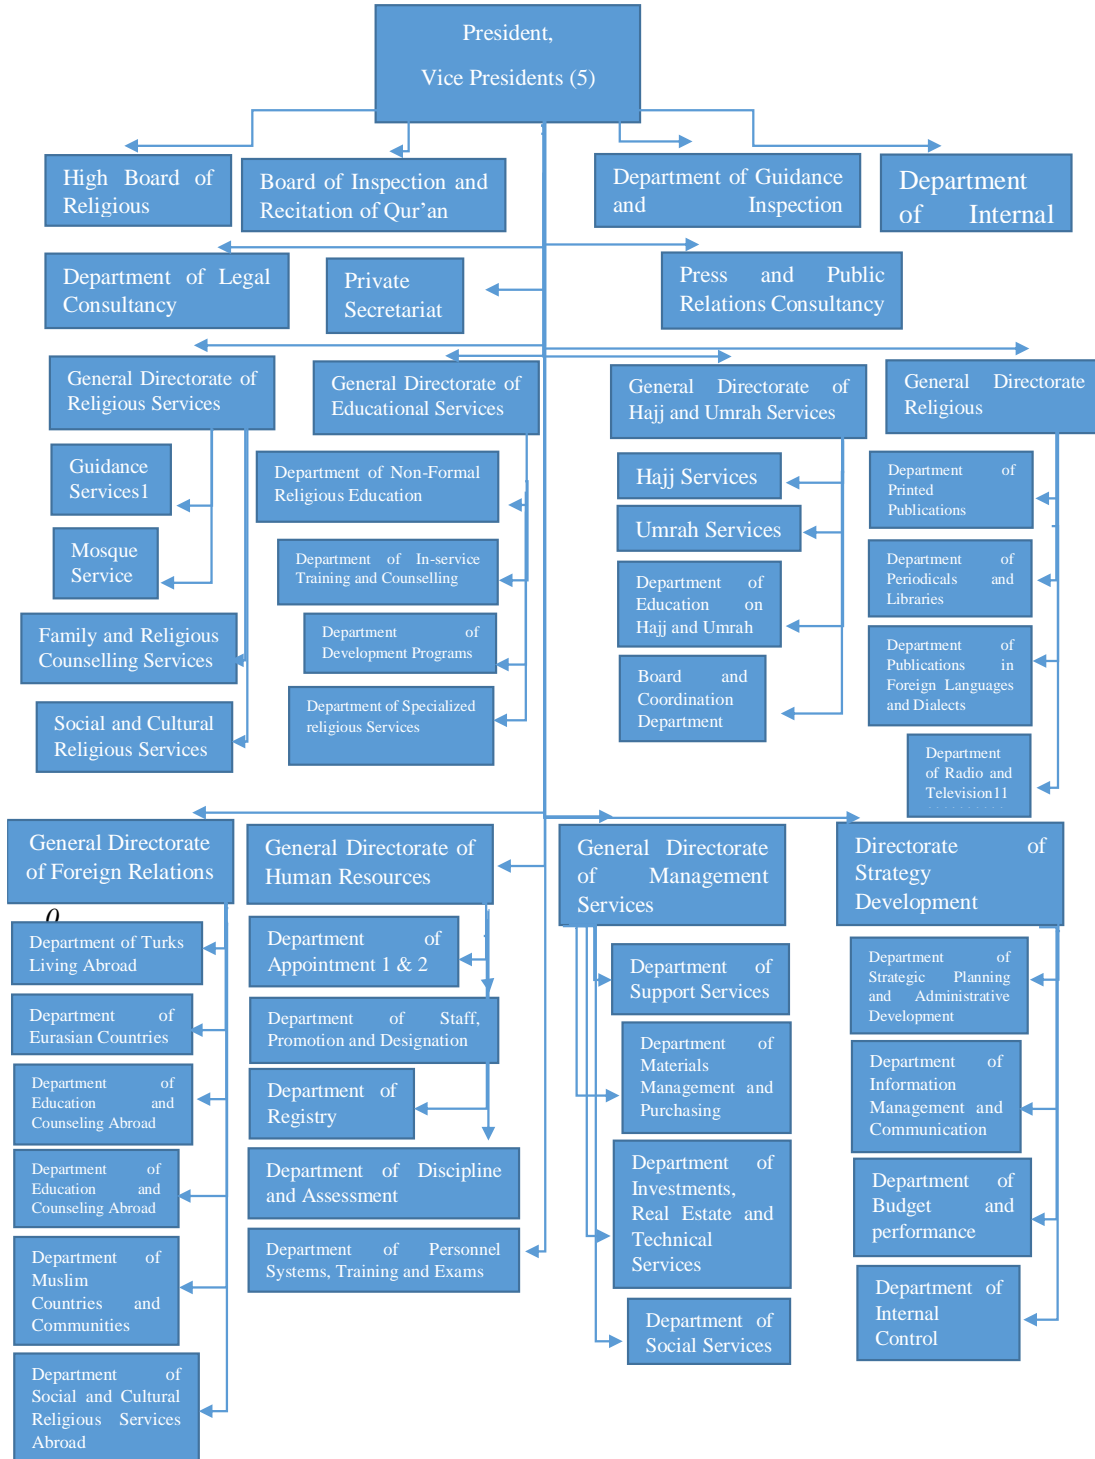 President,
Vice Presidents (5)
High Board of
Religious
Board of Inspection and
Recitation of Qur'an
Department of Guidance
and Inspection
Department
of Internal
Department of Legal
Consultancy
Private
Secretariat
Press and Public
Relations Consultancy
General Directorate of
Religious Services
General Directorate of
Educational Services
General Directorate of
Hajj and Umrah Services
General Directorate
Religious
Guidance
Services1
Mosque
Service
Family and Religious
Counselling Services
Social and Cultural
Religious Services
Department of Non-Formal
Religious Education
Department of In-service
Training and Counselling
Department of
Development Programs
Department of Specialized
religious Services
Hajj Services
Umrah Services
Department of
Education on
Hajj and Umrah
Board and
Coordination
Department
Department of
Printed
Publications
Department of
Periodicals and
Libraries
Department of
Publications in
Foreign Languages
and Dialects
Department
of Radio and
Television11
General Directorate
of Foreign Relations
General Directorate of
Human Resources
General Directorate
of Management
Services
Directorate of
Strategy
Development
Department of Turks
Living Abroad
Department of
Eurasian Countries
Department of
Education and
Counseling Abroad
Department of
Education and
Counseling Abroad
Department of
Muslim
Countries and
Communities
Department of
Social and Cultural
Religious Services
Abroad
Department of
Appointment 1 & 2
Department of Staff,
Promotion and Designation
Department of
Registry
Department of Discipline
and Assessment
Department of Personnel
Systems, Training and Exams
Department of
Support Services
Department of
Materials
Management and
Purchasing
Department of
Investments,
Real Estate and
Technical
Services
Department of
Social Services
Department of
Strategic Planning
and Administrative
Development
Department of
Information
Management and
Communication
Department of
Budget and
performance
Department of
Internal
Control